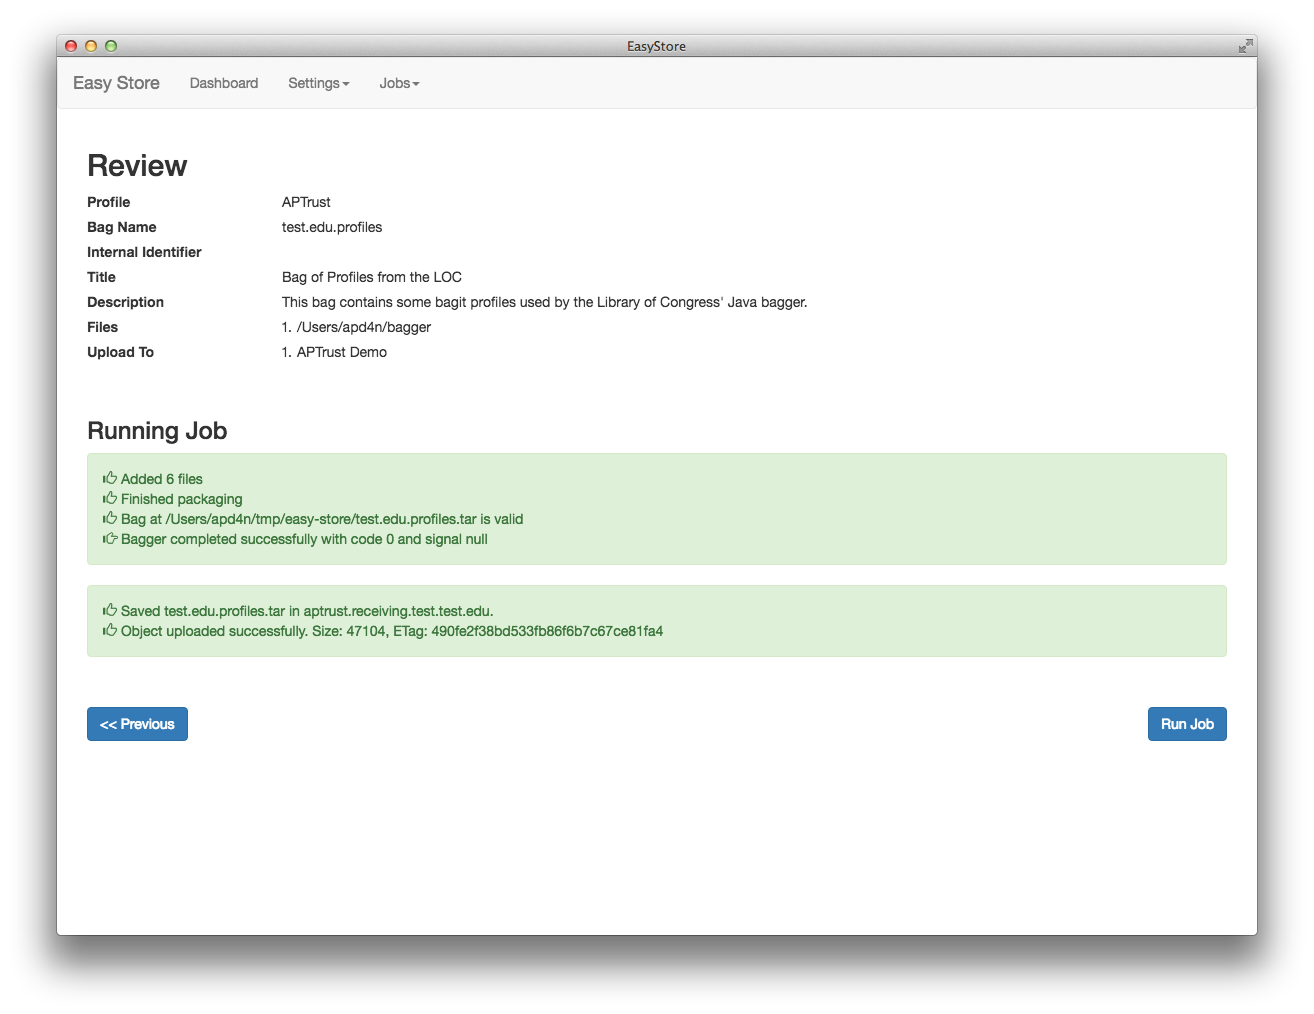 EasyStore
Easy Store Dashboard Settings Jobs
Review
Profile APTrust
Bag Name test.edu.profiles
Internal Identifier
Title Bag of Profiles from the LOC
Description This bag contains some bagit profiles used by the Library of Congress' Java bagger.
Files 1. /Users/apd4n/bagger
Upload To 1. APTrust Demo
Running Job
Added 6 files
Finished packaging
Bag at /Users/apd4n/tmp/easy-store/test.edu.profiles.tar is valid
Bagger completed successfully with code 0 and signal null
Saved test.edu.profiles.tar in aptrust.receiving.test.test.edu.
Object uploaded successfully. Size: 47104, ETag: 490fe2f38bd533fb86f6b7c67ce81fa4
<< Previous Run Job